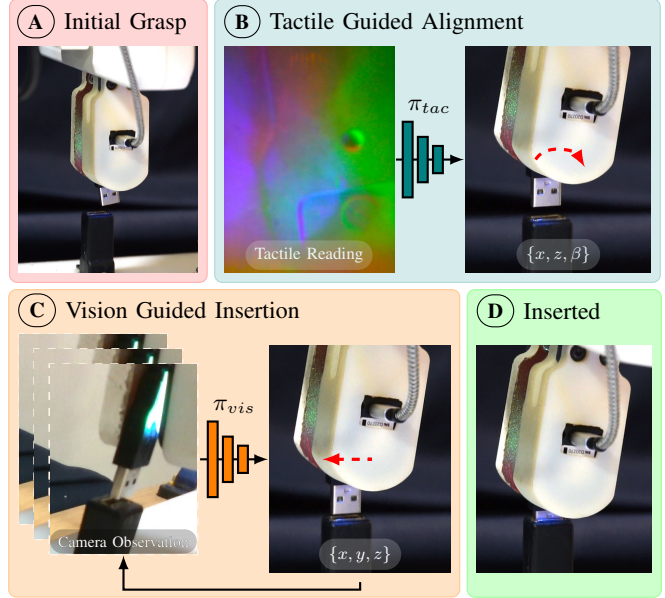 A Initial Grasp
B Tactile Guided Alignment
π_tac
Tactile Reading
{x, z, β}
C Vision Guided Insertion
π_vis
Camera Observation
{x, y, z}
D Inserted